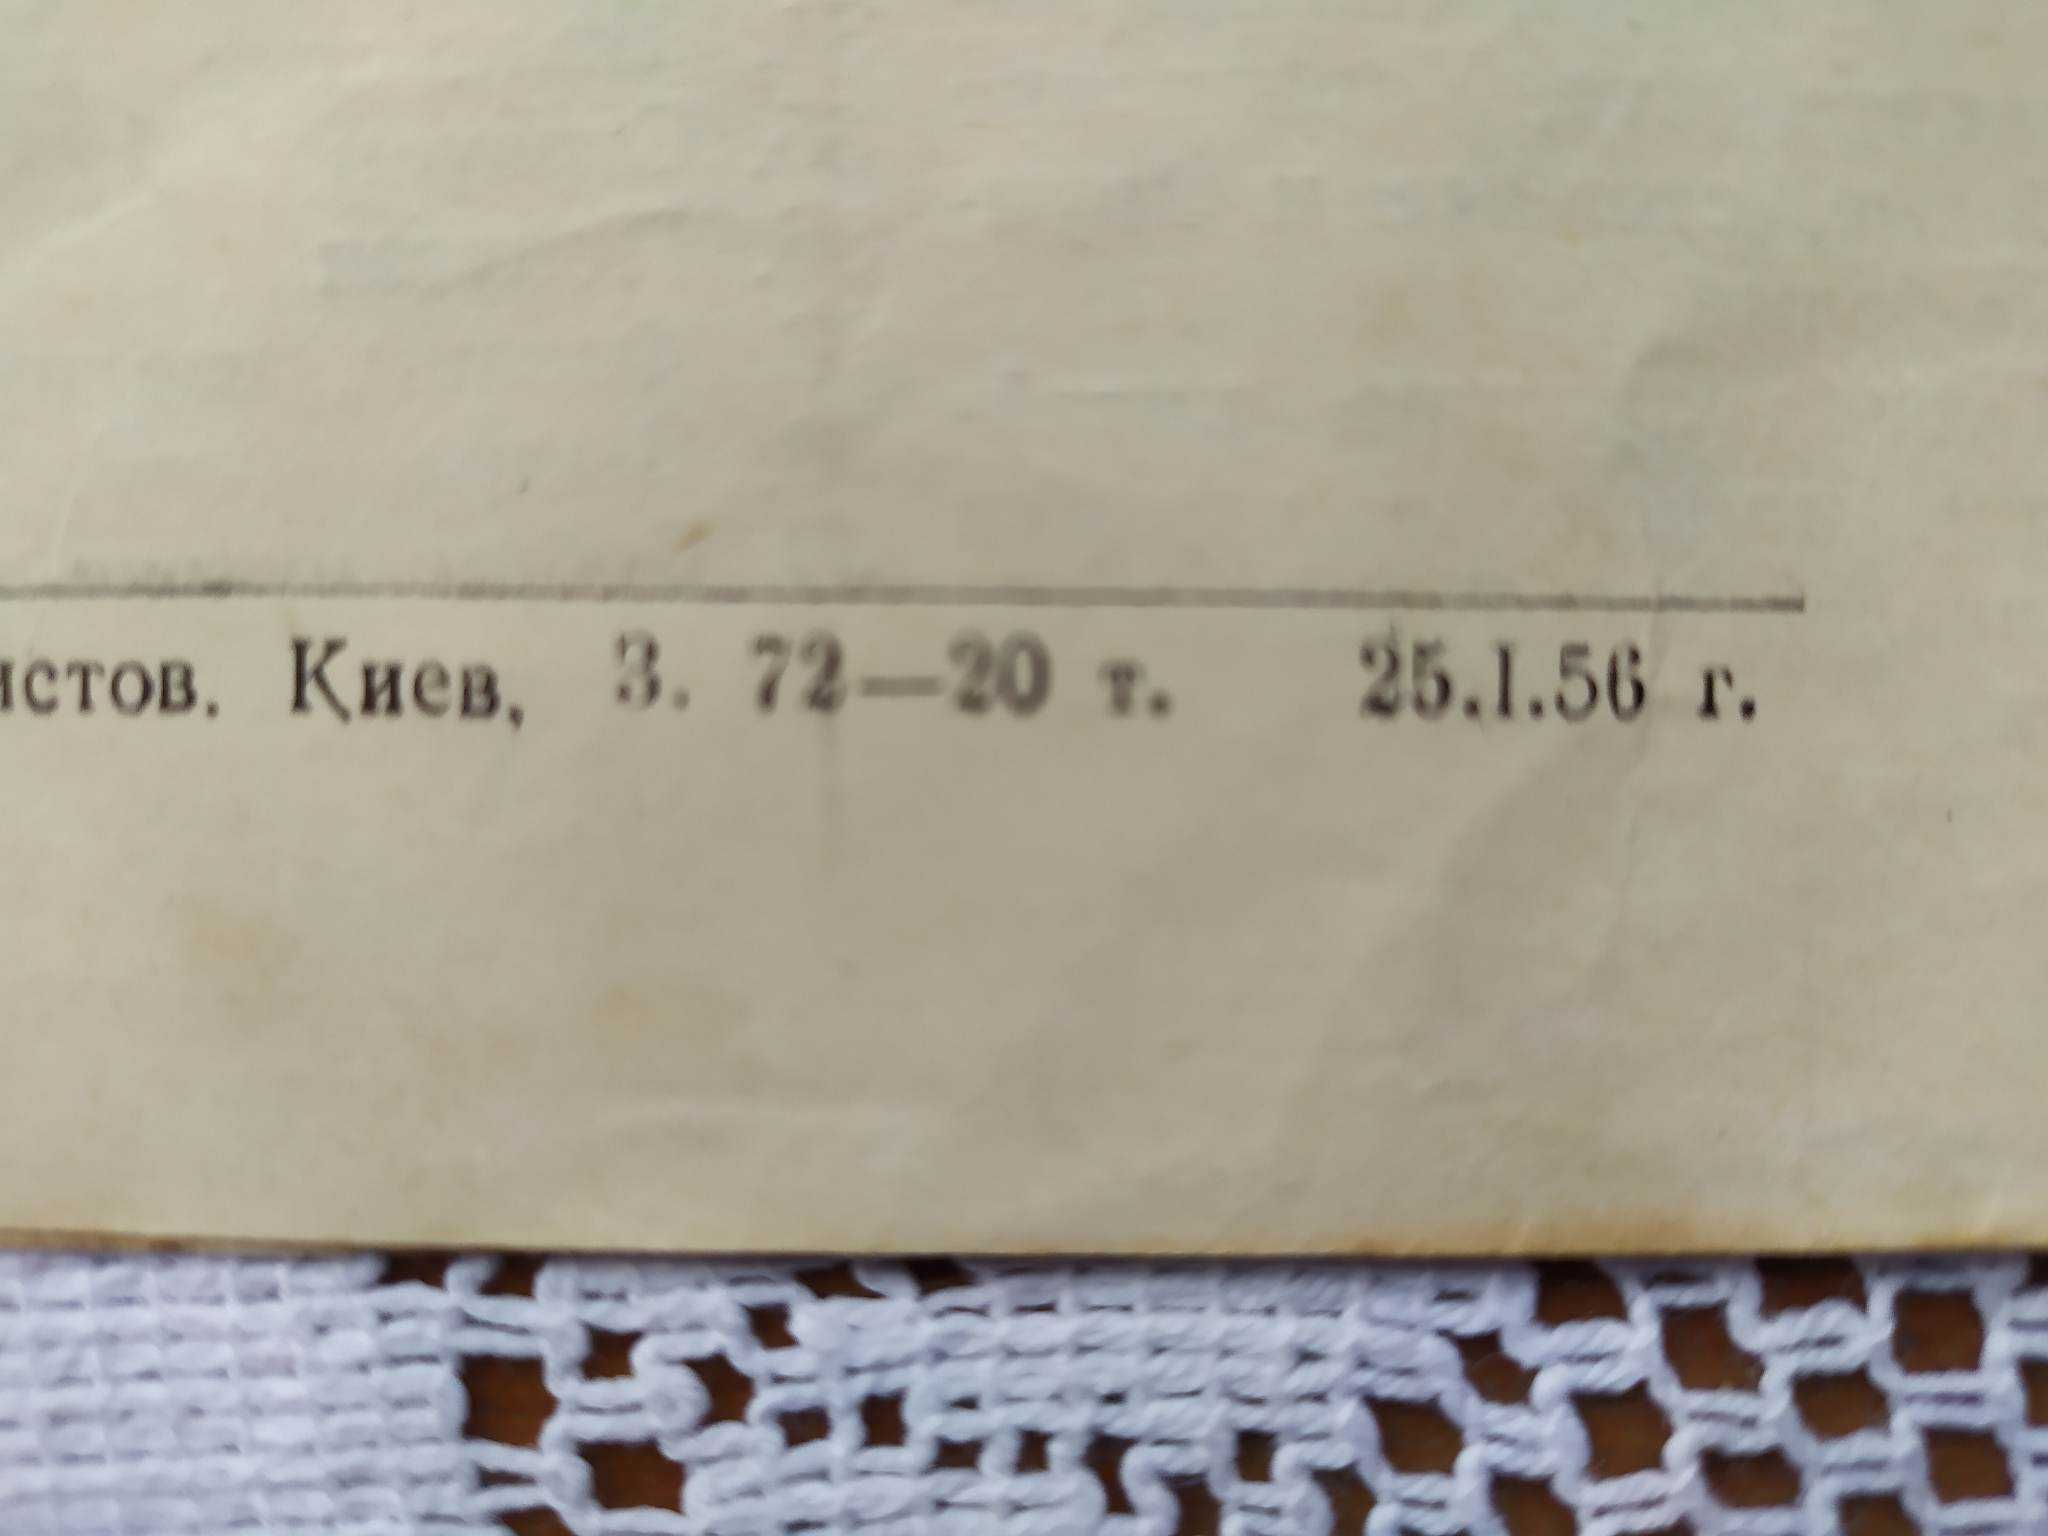 истов. Киев, З. 72—20 т. 25.I.56 г.